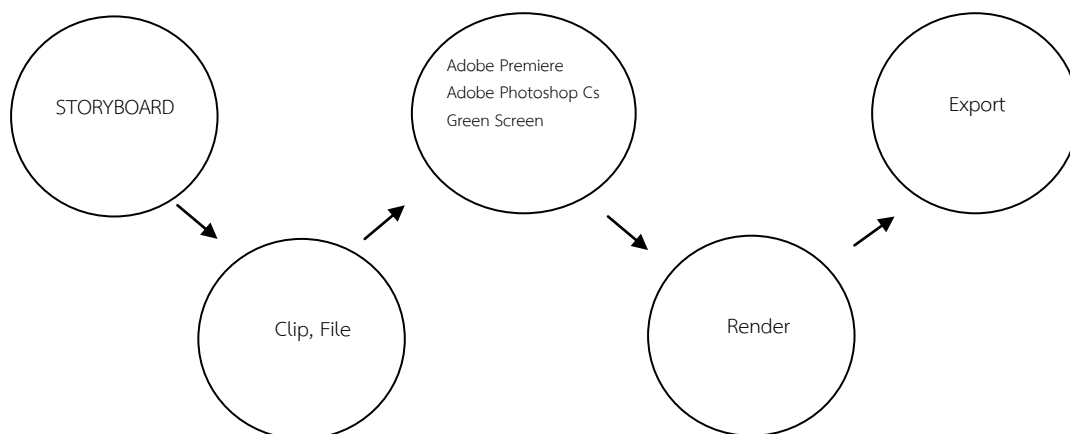 STORYBOARD
Clip, File
Adobe Premiere
Adobe Photoshop Cs
Green Screen
Render
Export